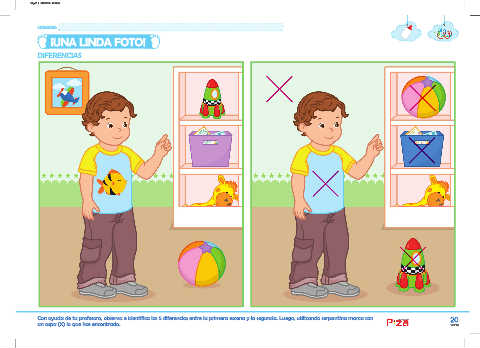 ¡UNA LINDA FOTO!
DIFERENCIAS
Con ayuda de tu profesora, observa e identifica las 5 diferencias entre la primera escena y la segunda. Luego, utilizando serpentina marca con
un aspa (X) lo que has encontrado.
20